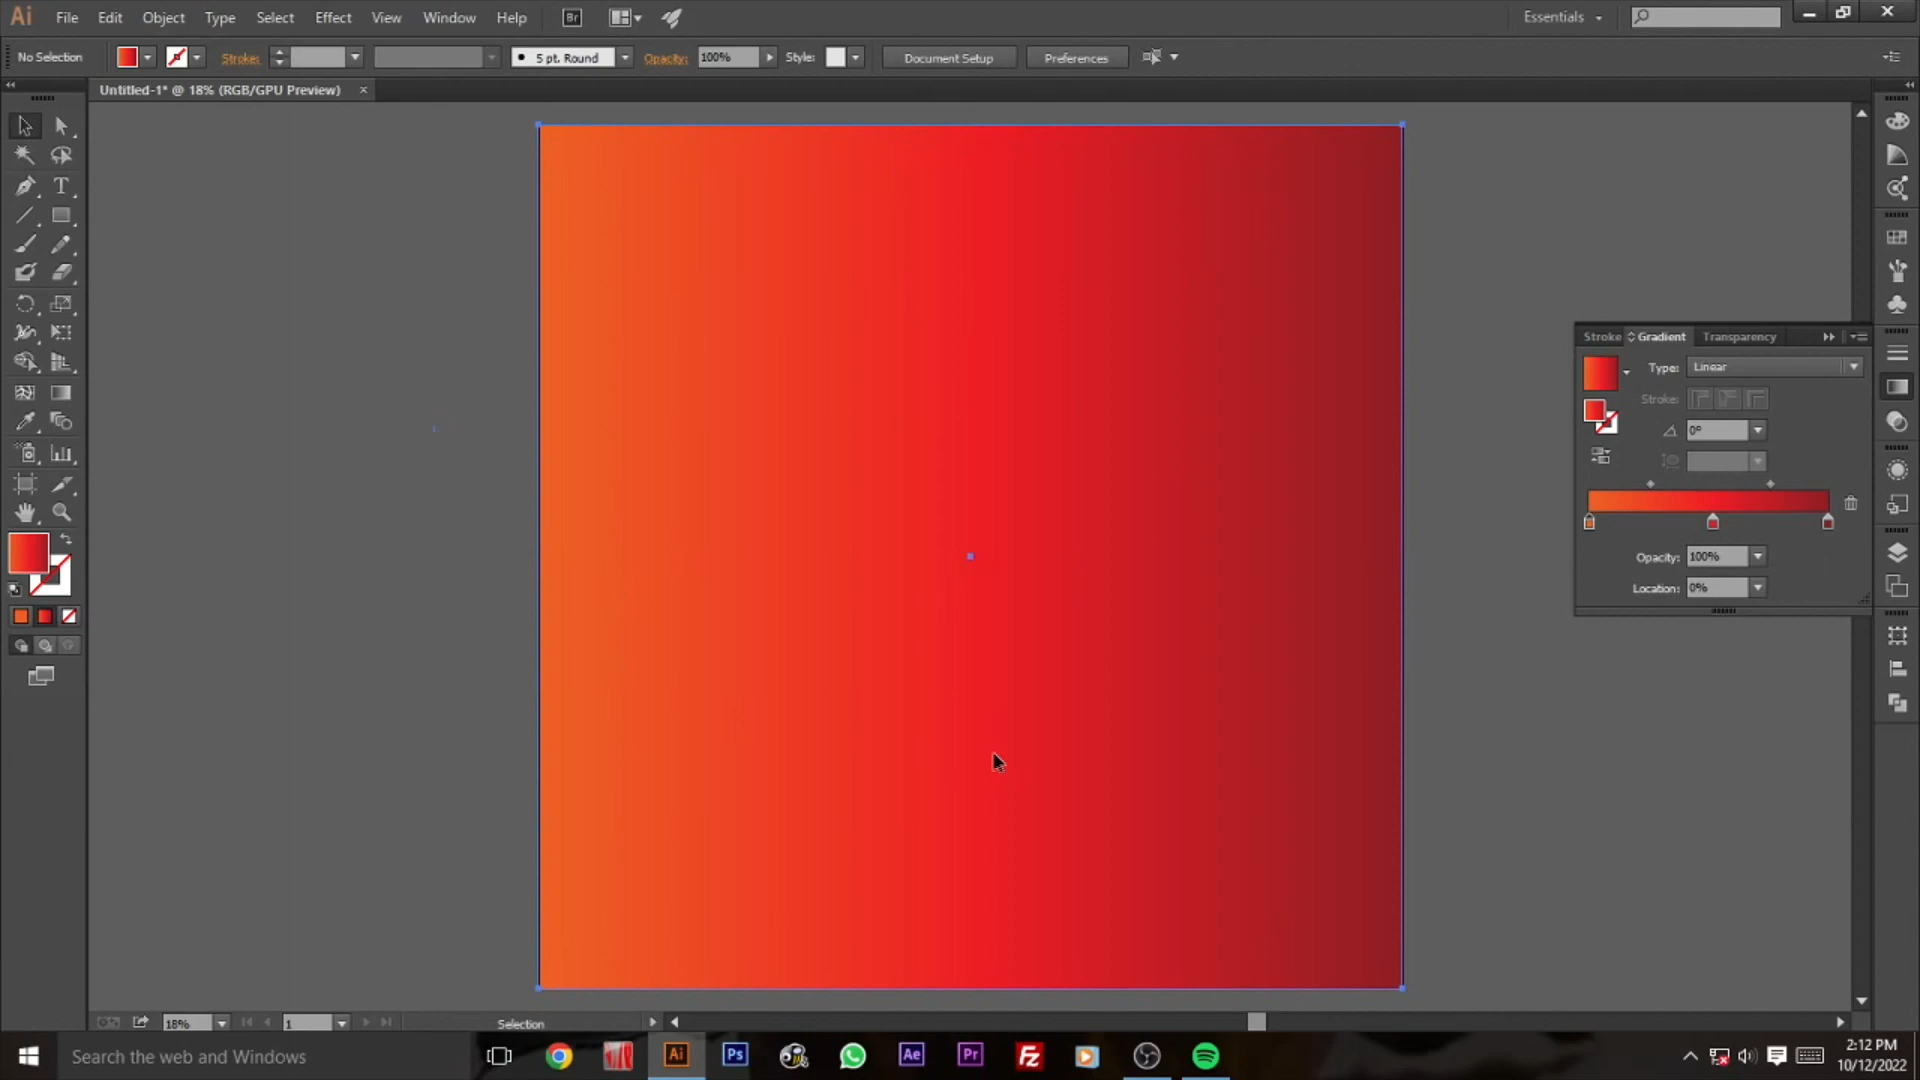 Ai File Edit Object Type Select Effect View Window Help Br Essentials
No Selection Stroke: 5 pt. Round Opacity: 100% Style: Document Setup Preferences
Untitled-1* @ 18% (RGB/GPU Preview) ×
Stroke Gradient Transparency
Type: Linear
Stroke:
0°
Opacity: 100%
Location: 0%
18% 1 Selection
Search the web and Windows Ai Ps Ae Pr Fz
2:12 PM
10/12/2022